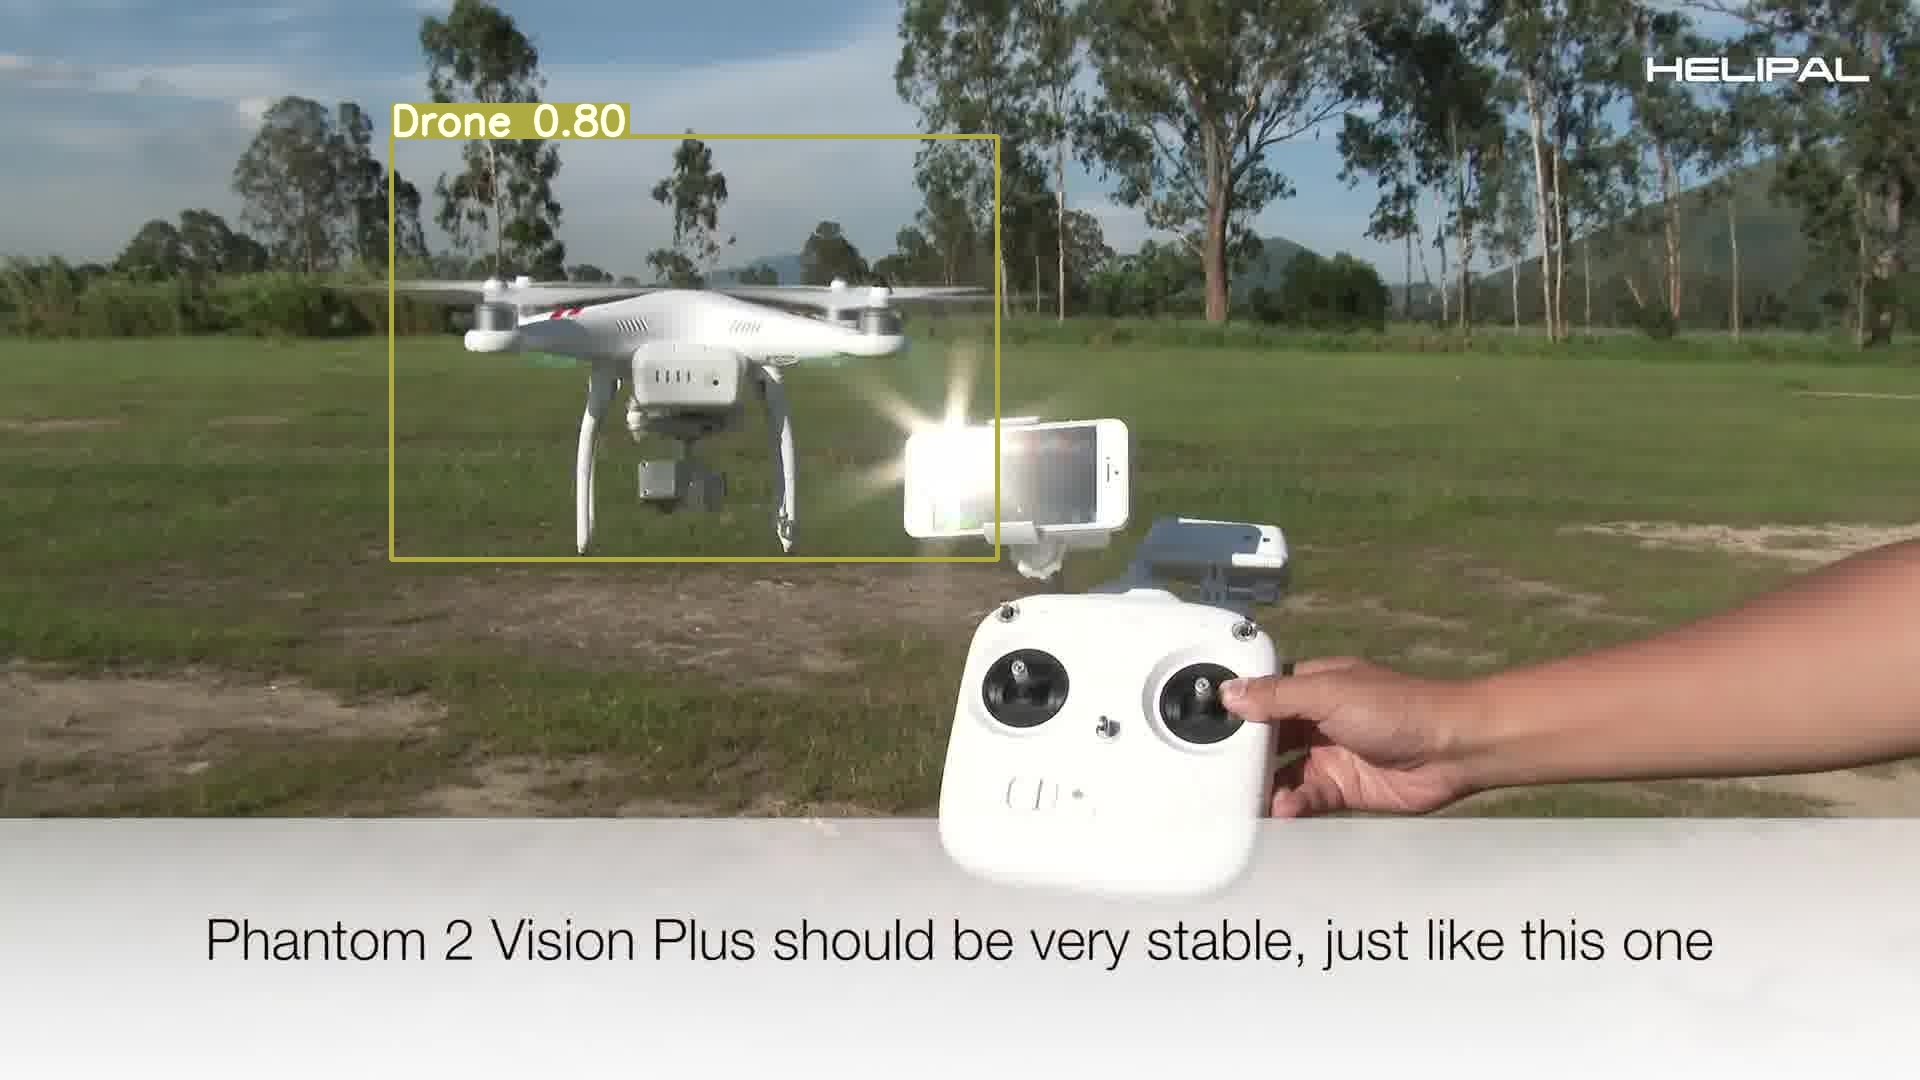 HELIPAL
Drone 0.80
Phantom 2 Vision Plus should be very stable, just like this one